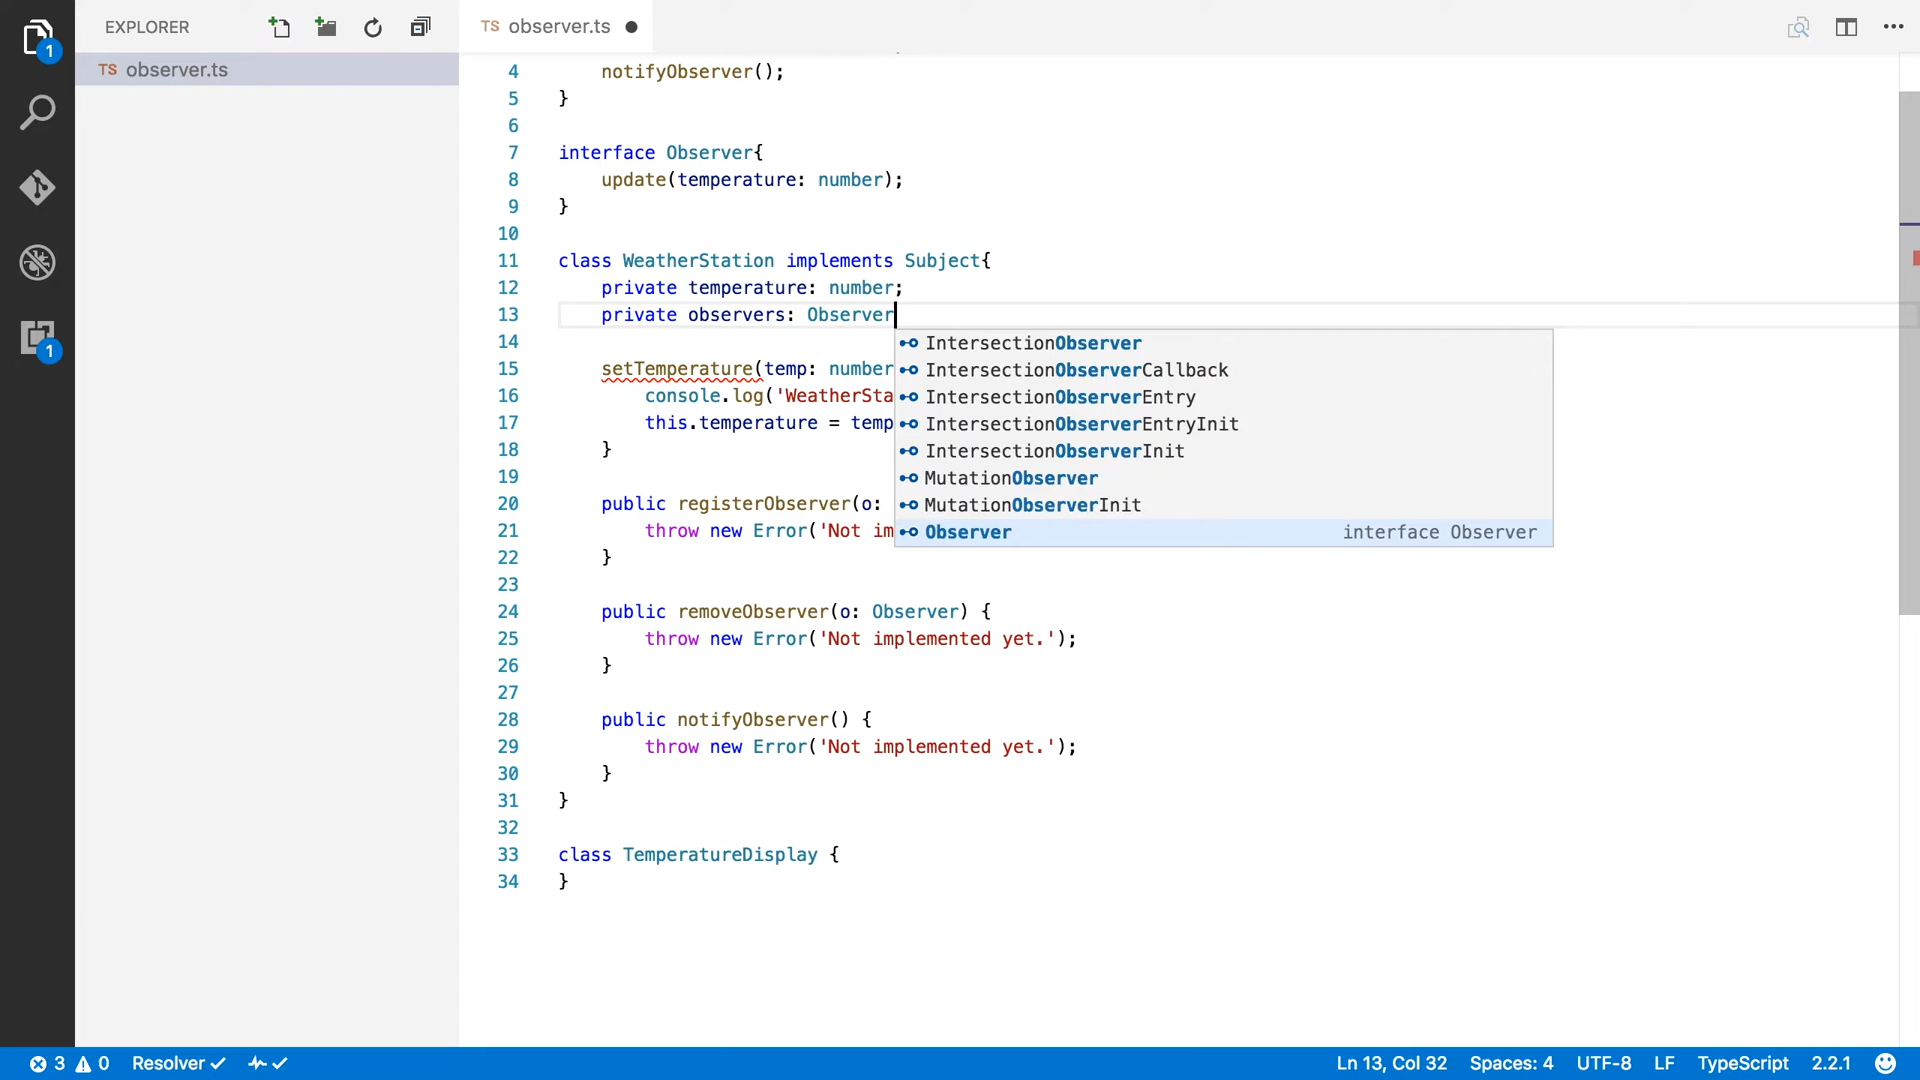 EXPLORER
TS observer.ts
1
TS observer.ts
4 notifyObserver();
5 }
6
7 interface Observer{
8 update(temperature: number);
9 }
10
11 class WeatherStation implements Subject{
12 private temperature: number;
13 private observers: Observer
14
IntersectionObserver
15 setTemperature(temp: number
IntersectionObserverCallback
16 console.log('WeatherSta
IntersectionObserverEntry
17 this.temperature = temp
IntersectionObserverEntryInit
18 }
IntersectionObserverInit
19
MutationObserver
20 public registerObserver(o:
MutationObserverInit
21 throw new Error('Not im
Observer interface Observer
22 }
23
24 public removeObserver(o: Observer) {
25 throw new Error('Not implemented yet.');
26 }
27
28 public notifyObserver() {
29 throw new Error('Not implemented yet.');
30 }
31 }
32
33 class TemperatureDisplay {
34 }
1
3 0 Resolver Ln 13, Col 32 Spaces: 4 UTF-8 LF TypeScript 2.2.1